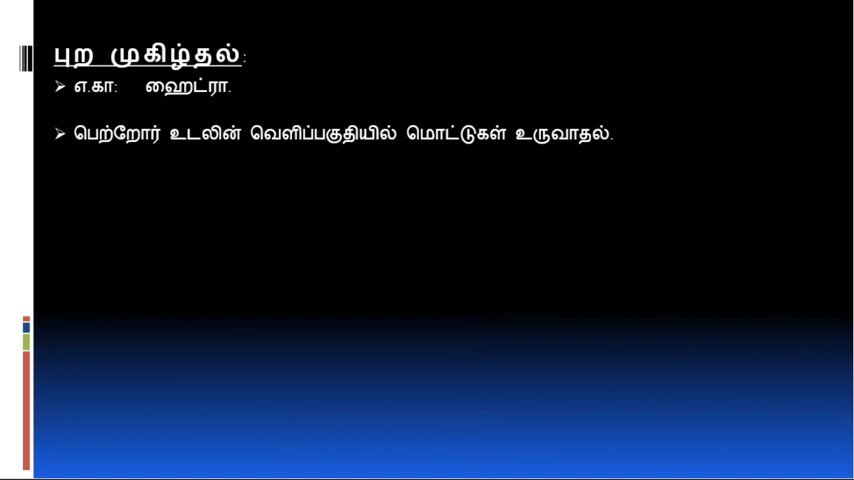 புற முகிழ்தல்:
➢ எ.கா: ஹைட்ரா.
➢ பெற்றோர் உடலின் வெளிப்பகுதியில் மொட்டுகள் உருவாதல்.